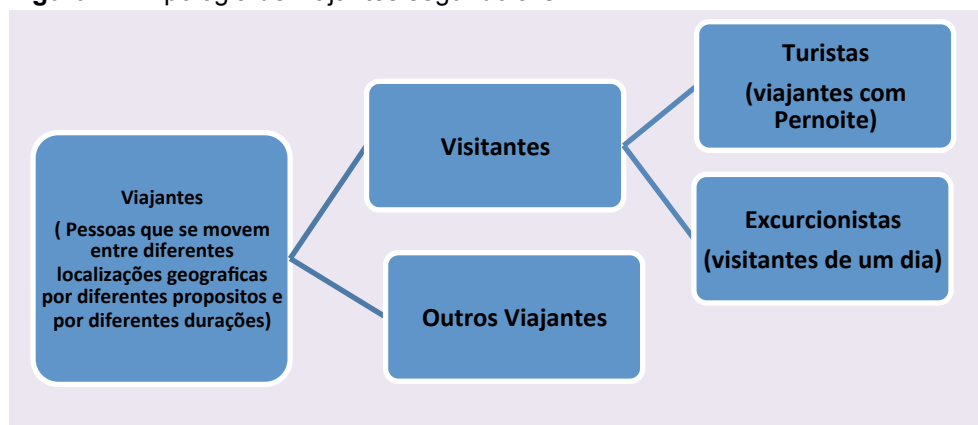 Viajantes
( Pessoas que se movem
entre diferentes
localizações geograficas
por diferentes propositos e
por diferentes durações)
Visitantes
Outros Viajantes
Turistas
(viajantes com
Pernoite)
Excurcionistas
(visitantes de um dia)